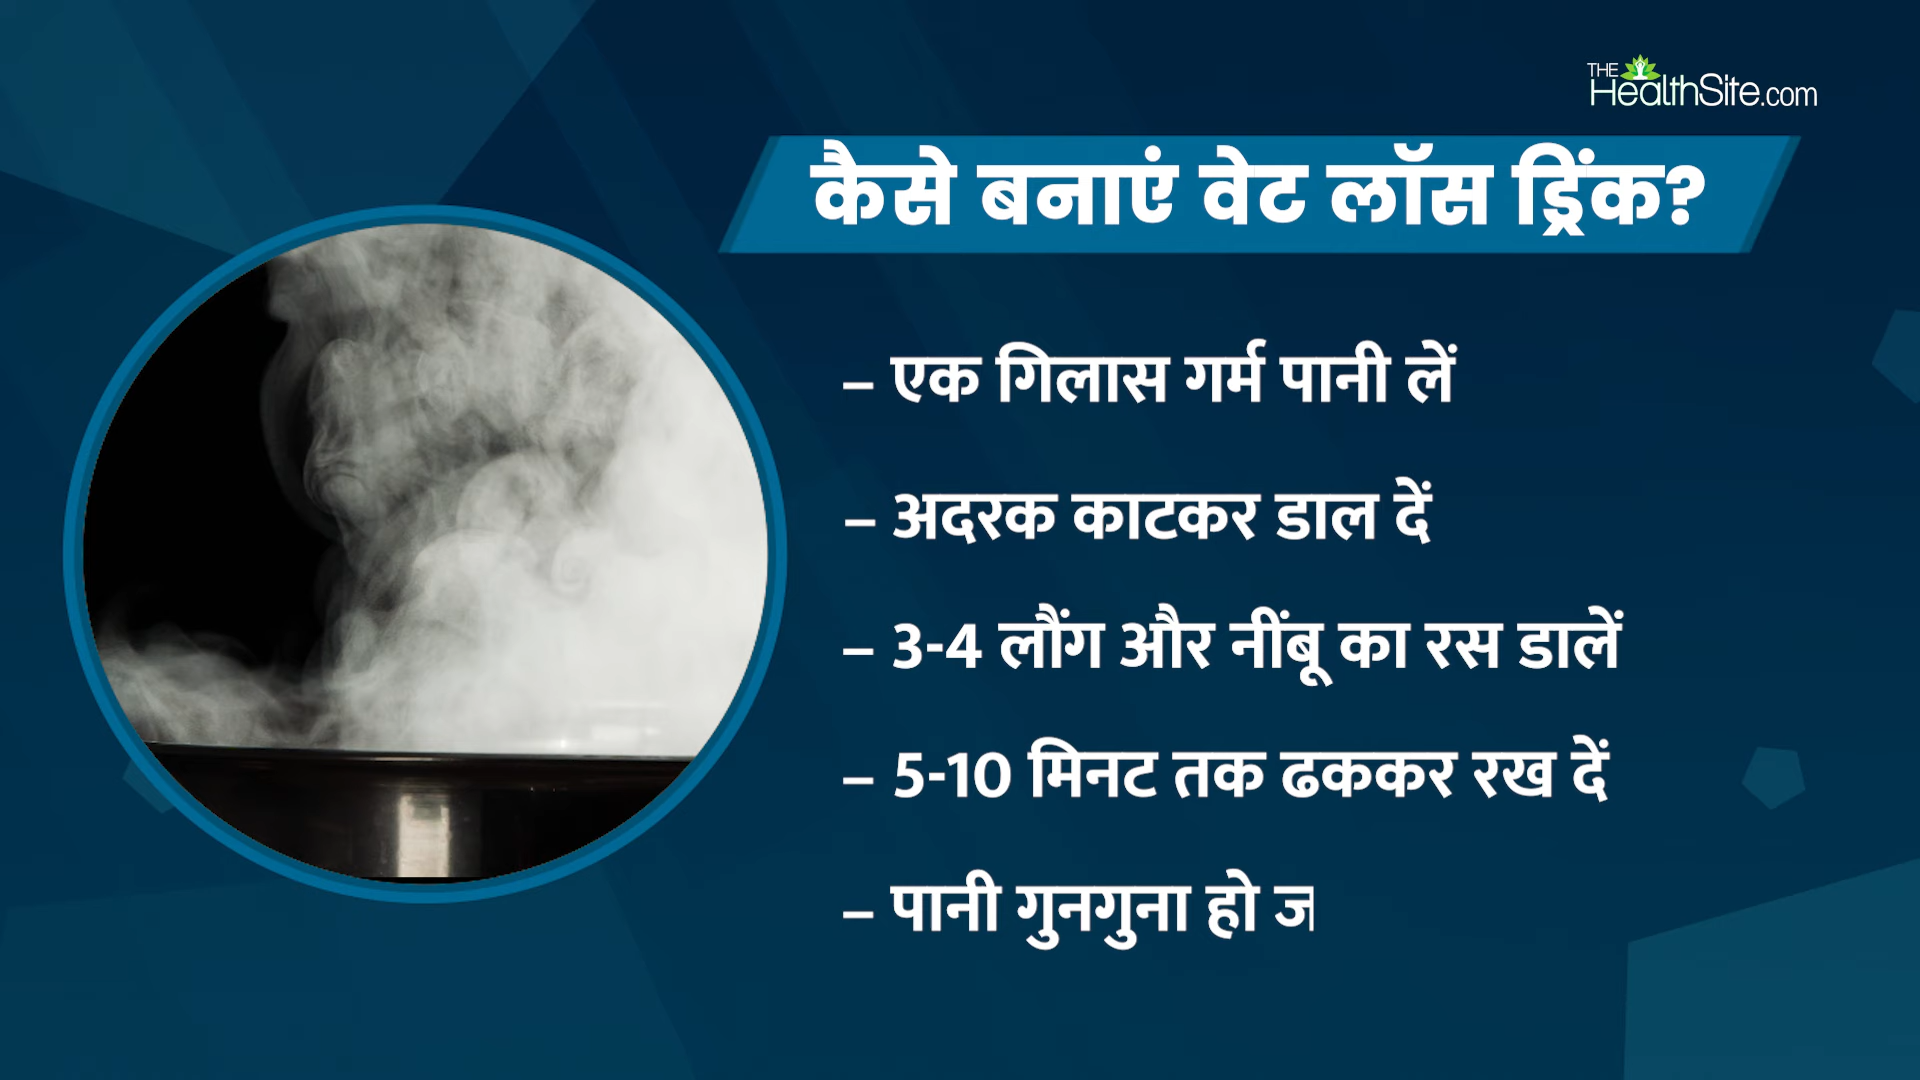 THE HealthSite.com
कैसे बनाएं वेट लॉस ड्रिंक?
– एक गिलास गर्म पानी लें
– अदरक काटकर डाल दें
– 3-4 लौंग और नींबू का रस डालें
– 5-10 मिनट तक ढककर रख दें
– पानी गुनगुना हो